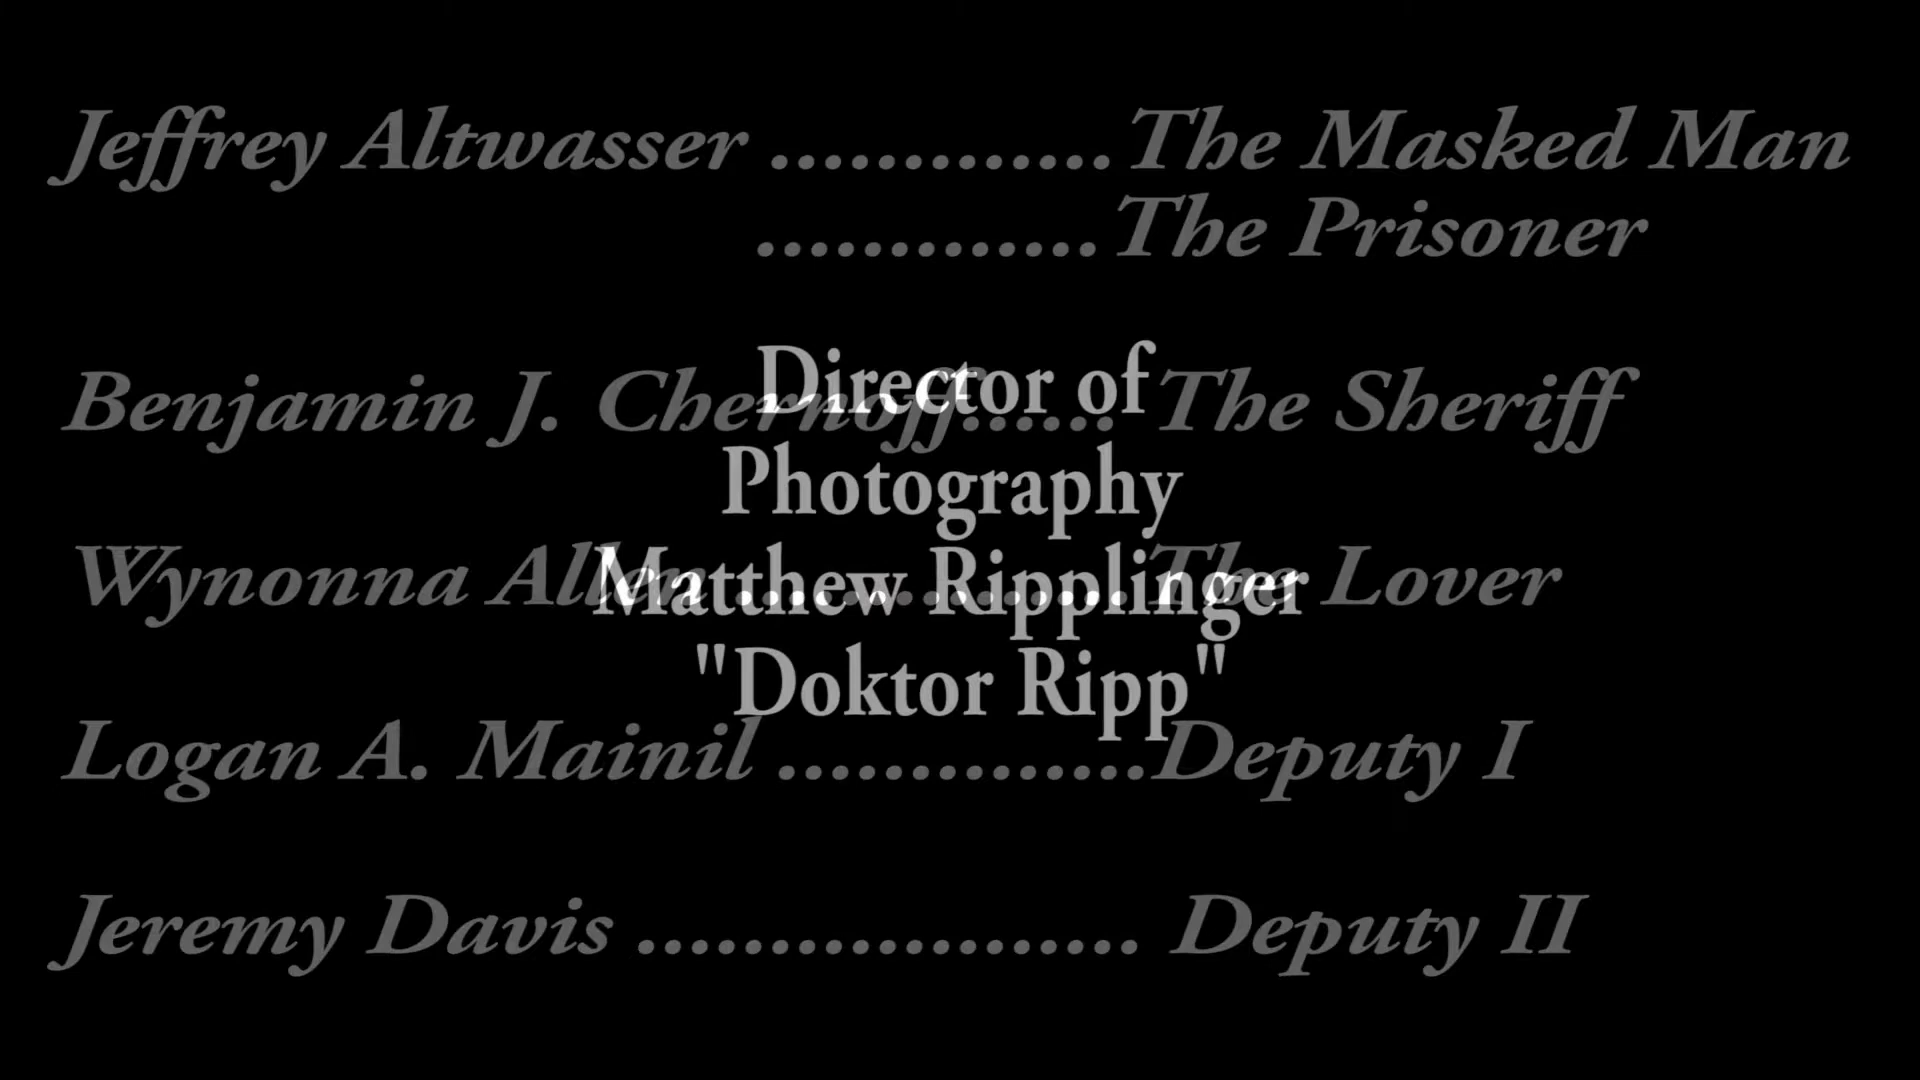 Jeffrey Altwasser .............The Masked Man
.............The Prisoner
Benjamin J. Chernoff...... The Sheriff
Wynonna Allen ............... The Lover
Logan A. Mainil ..............Deputy I
Jeremy Davis ................... Deputy II
Director of
Photography
Matthew Ripplinger
"Doktor Ripp"